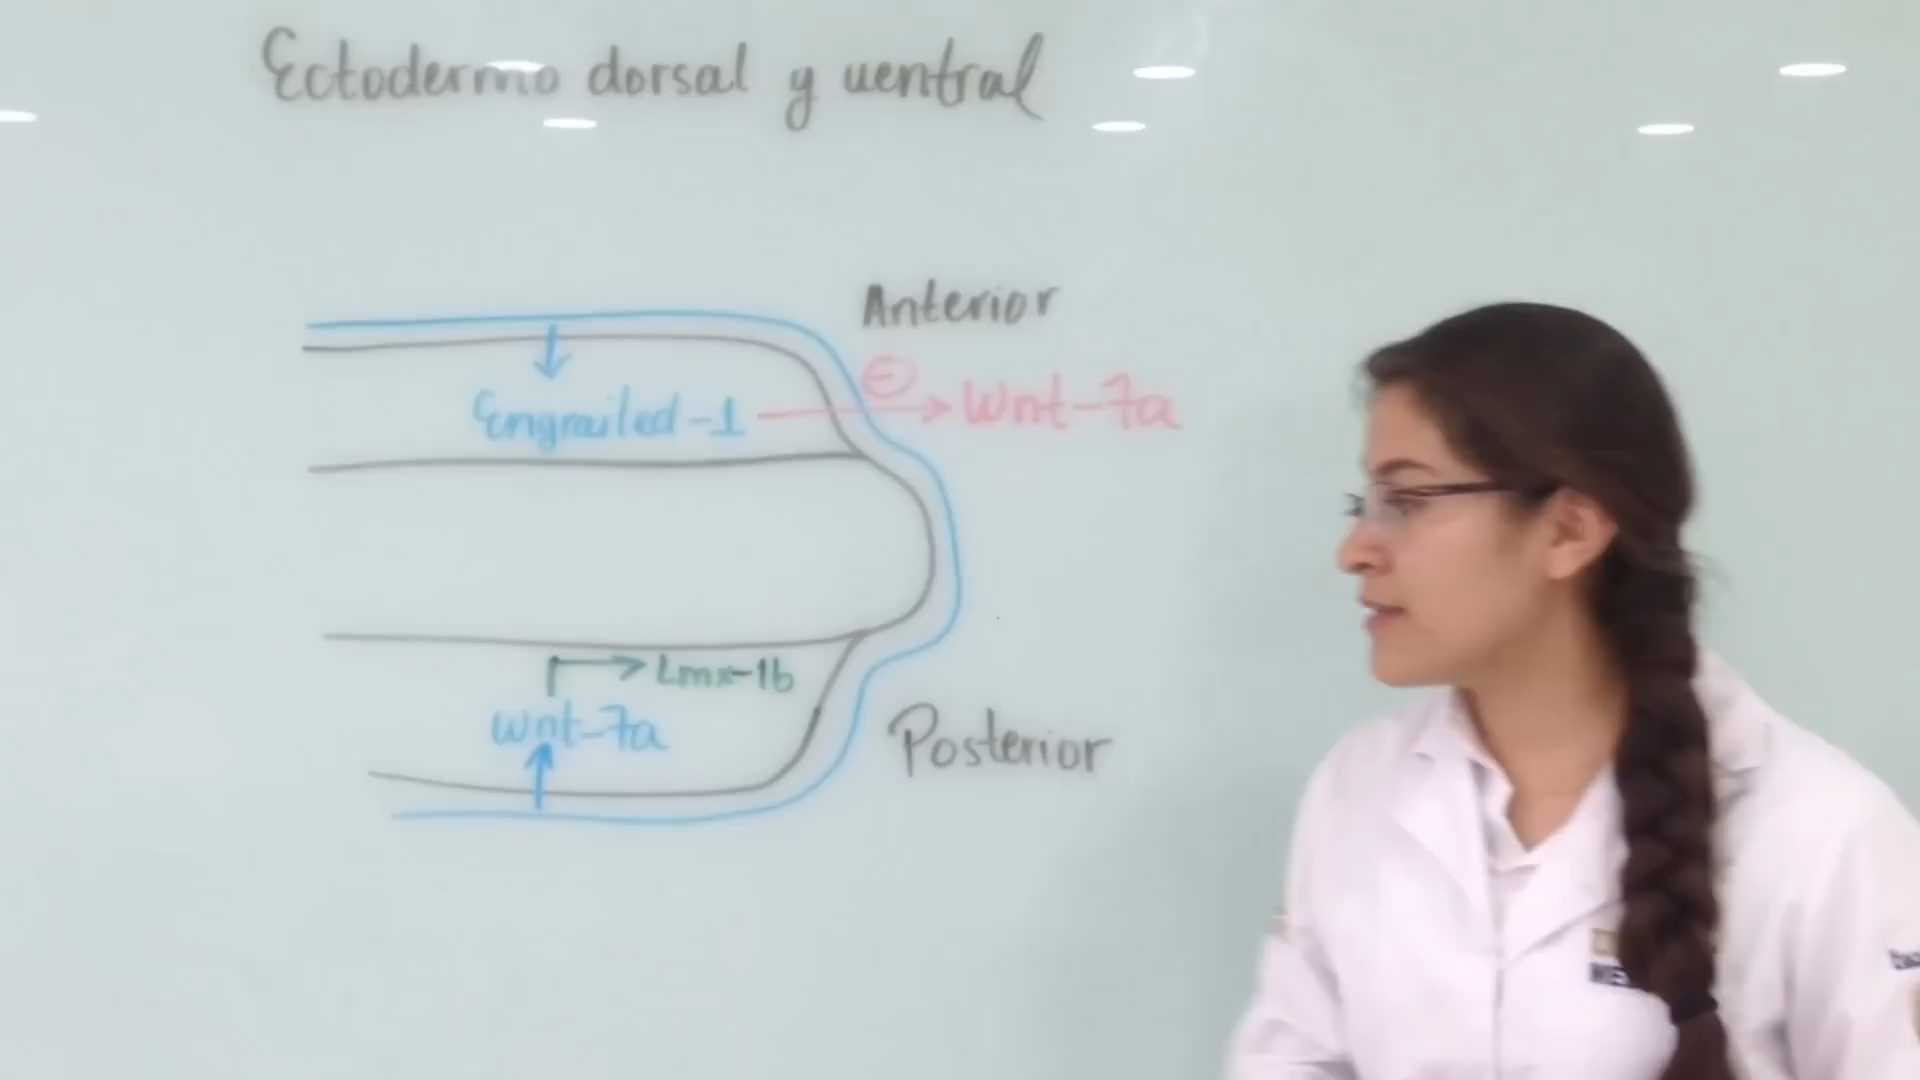 Ectodermo dorsal y ventral
Anterior
Engrailed-1 ⊖ → Wnt-7a
Lmx-1b
Wnt-7a
Posterior